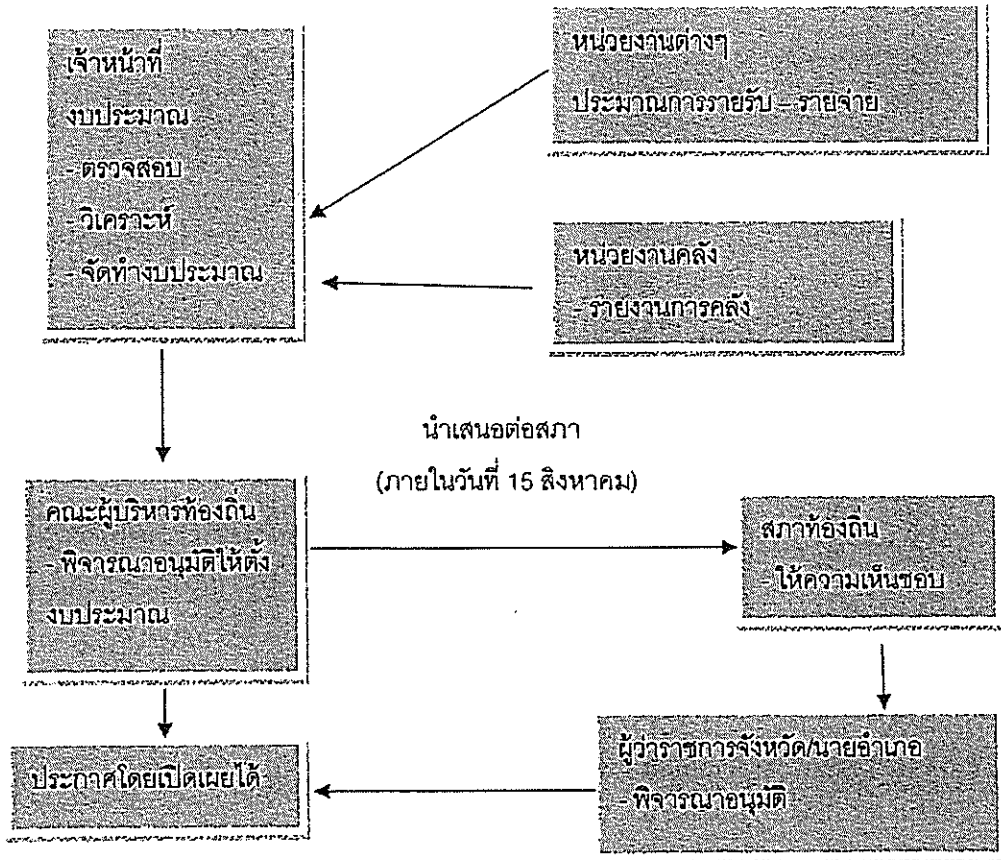 เจ้าหน้าที่
งบประมาณ
- ตรวจสอบ
- วิเคราะห์
- จัดทำงบประมาณ
หน่วยงานต่างๆ
ประมาณการรายรับ – รายจ่าย
หน่วยงานคลัง
- รายงานการคลัง
นำเสนอต่อสภา
(ภายในวันที่ 15 สิงหาคม)
คณะผู้บริหารท้องถิ่น
- พิจารณาอนุมัติให้ตั้ง
งบประมาณ
สภาท้องถิ่น
- ให้ความเห็นชอบ
ผู้ว่าราชการจังหวัด/นายอำเภอ
- พิจารณาอนุมัติ
ประกาศโดยเปิดเผยได้